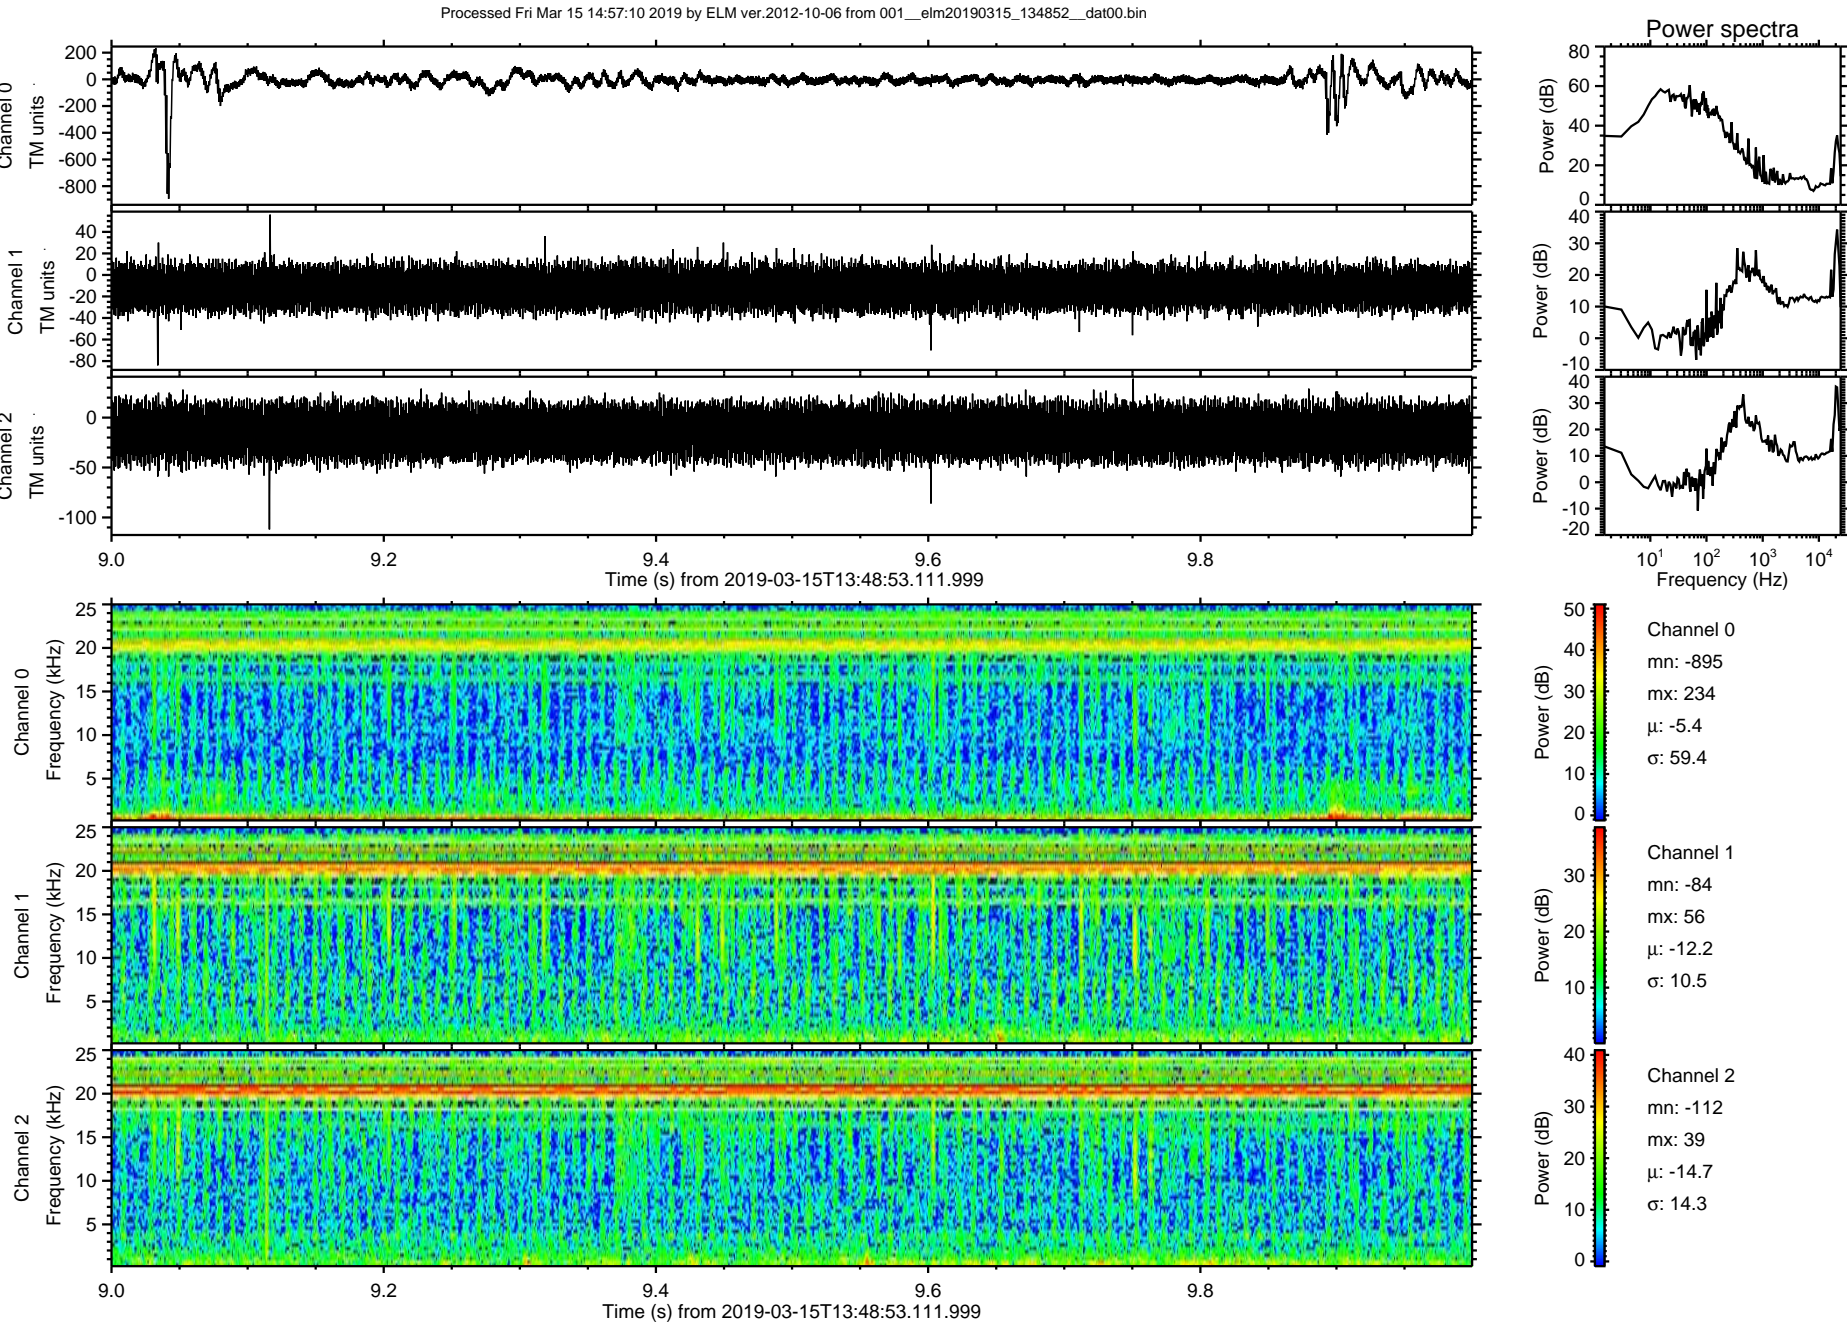 Processed Fri Mar 15 14:57:10 2019 by ELM ver.2012-10-06 from 001__elm20190315_134852__dat00.bin
Power spectra
Channel 0
TM units
200
0
-200
-400
-600
-800
Power (dB)
80
60
40
20
0
Channel 1
TM units
40
20
0
-20
-40
-60
-80
Power (dB)
40
30
20
10
0
-10
Channel 2
TM units
0
-50
-100
Power (dB)
40
30
20
10
0
-10
-20
9.0 9.2 9.4 9.6 9.8
Time (s) from 2019-03-15T13:48:53.111.999
10^1 10^2 10^3 10^4
Frequency (Hz)
Channel 0
Frequency (kHz)
25
20
15
10
5
Power (dB)
50
40
30
20
10
0
Channel 0
mn: -895
mx: 234
μ: -5.4
σ: 59.4
Channel 1
Frequency (kHz)
25
20
15
10
5
Power (dB)
30
20
10
Channel 1
mn: -84
mx: 56
μ: -12.2
σ: 10.5
Channel 2
Frequency (kHz)
25
20
15
10
5
Power (dB)
40
30
20
10
0
Channel 2
mn: -112
mx: 39
μ: -14.7
σ: 14.3
9.0 9.2 9.4 9.6 9.8
Time (s) from 2019-03-15T13:48:53.111.999